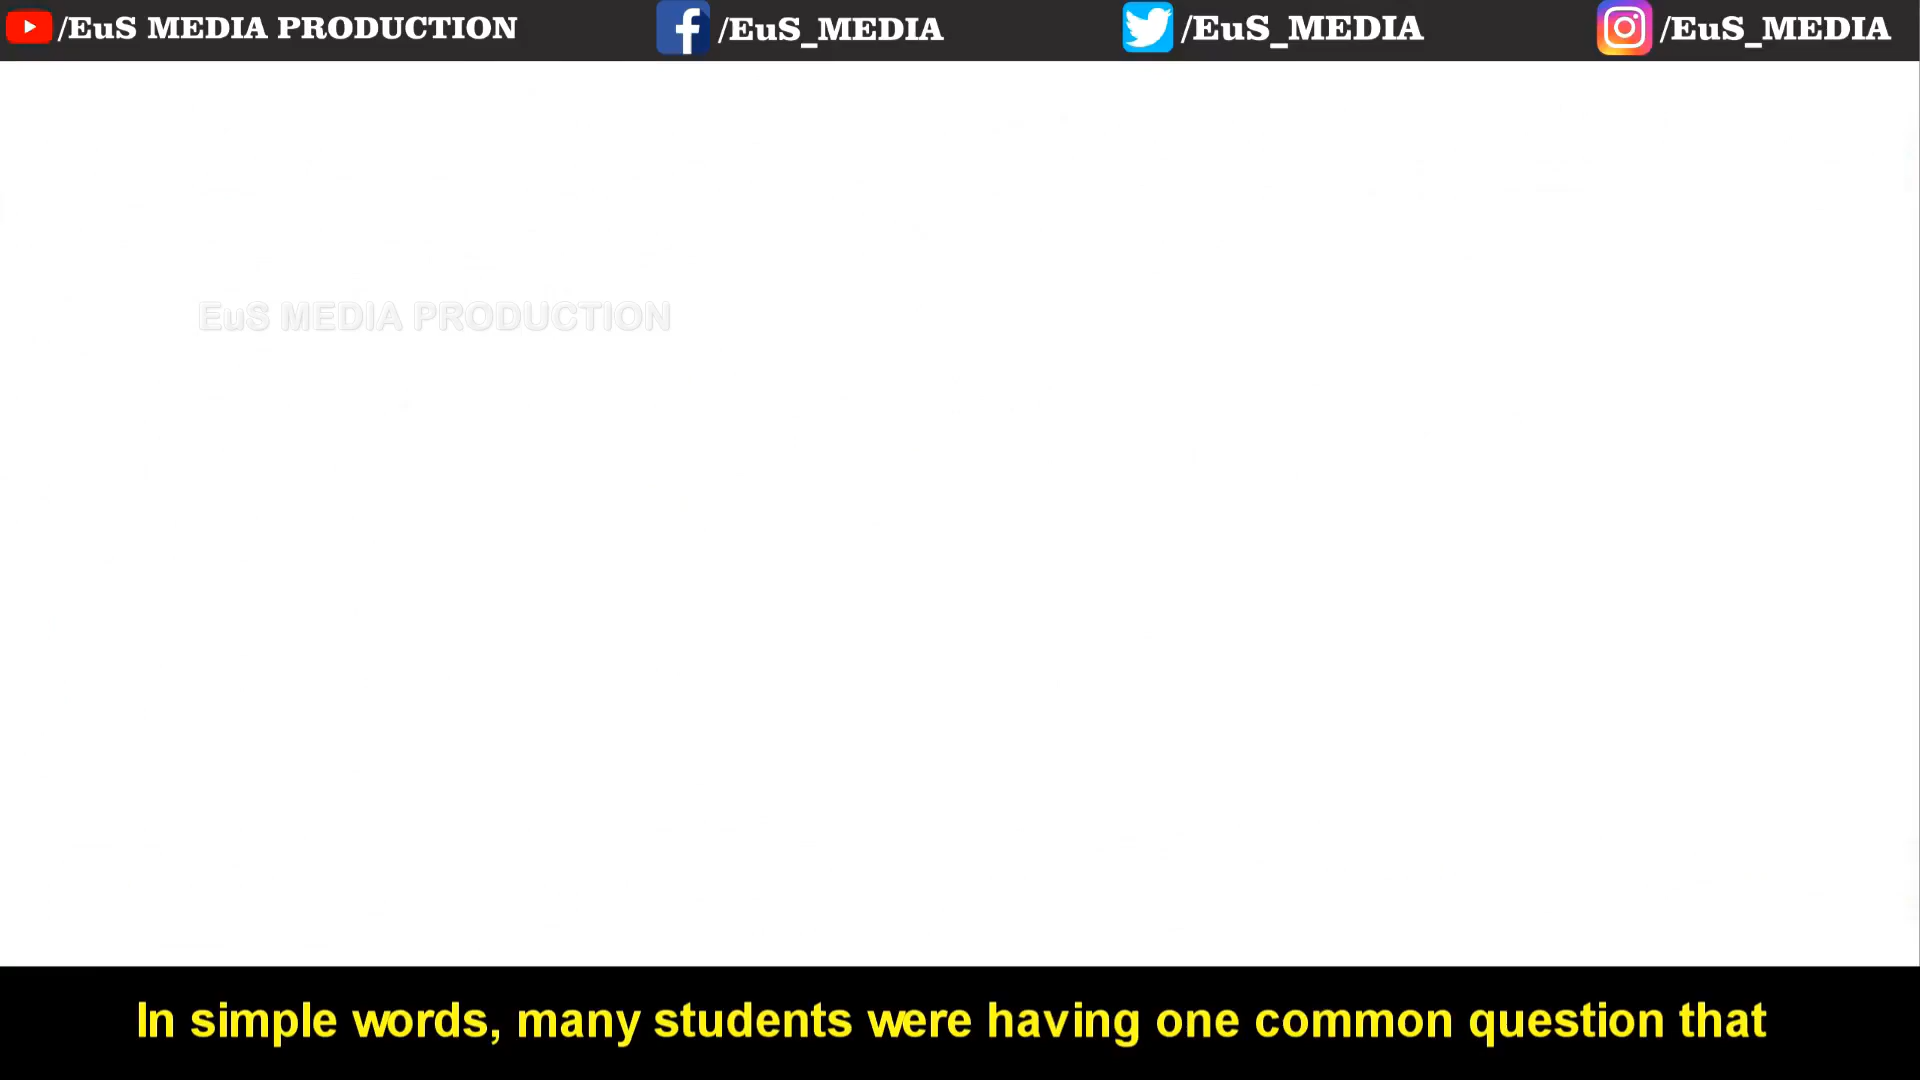 /EuS MEDIA PRODUCTION /EuS_MEDIA /EuS_MEDIA /EuS_MEDIA
EuS MEDIA PRODUCTION
In simple words, many students were having one common question that